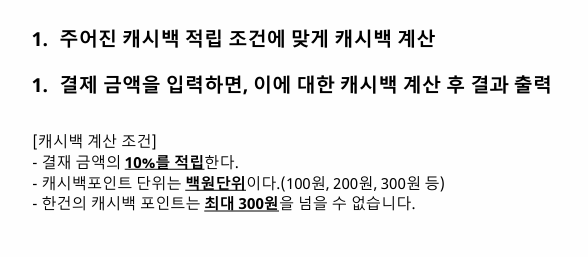 1. 주어진 캐시백 적립 조건에 맞게 캐시백 계산
1. 결제 금액을 입력하면, 이에 대한 캐시백 계산 후 결과 출력
[캐시백 계산 조건]
- 결재 금액의 10%를 적립한다.
- 캐시백포인트 단위는 백원단위이다.(100원, 200원, 300원 등)
- 한건의 캐시백 포인트는 최대 300원을 넘을 수 없습니다.